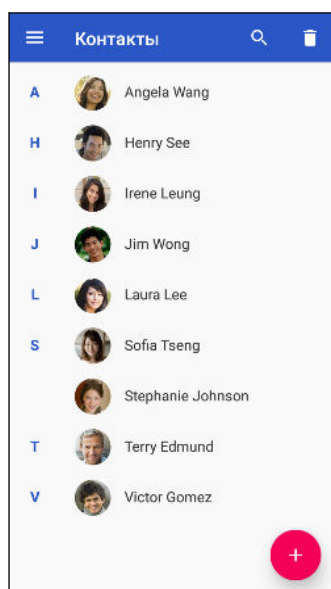 Контакты
A Angela Wang
H Henry See
I Irene Leung
J Jim Wong
L Laura Lee
S Sofia Tseng
Stephanie Johnson
T Terry Edmund
V Victor Gomez